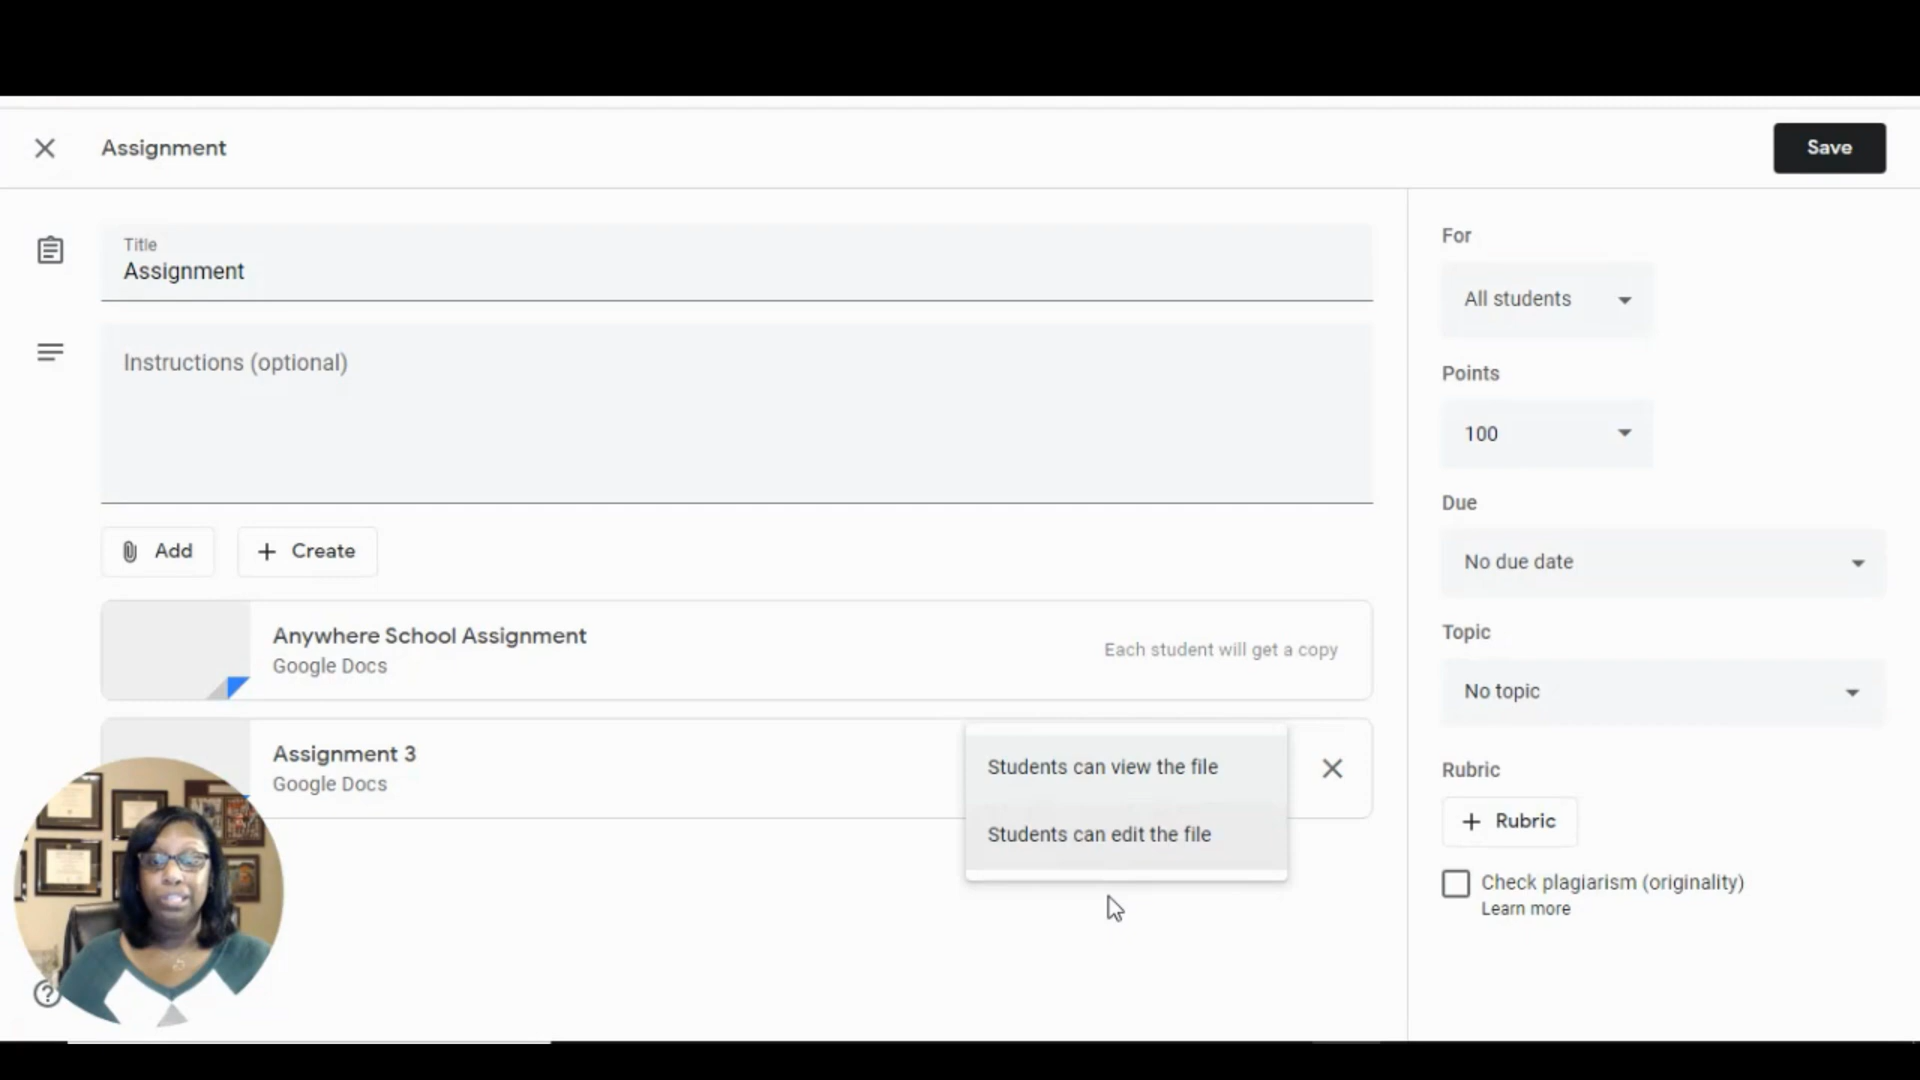 Assignment
Save
Title
Assignment
Instructions (optional)
Add
Create
Anywhere School Assignment
Google Docs
Each student will get a copy
Assignment 3
Google Docs
Students can view the file
Students can edit the file
For
All students
Points
100
Due
No due date
Topic
No topic
Rubric
Rubric
Check plagiarism (originality)
Learn more